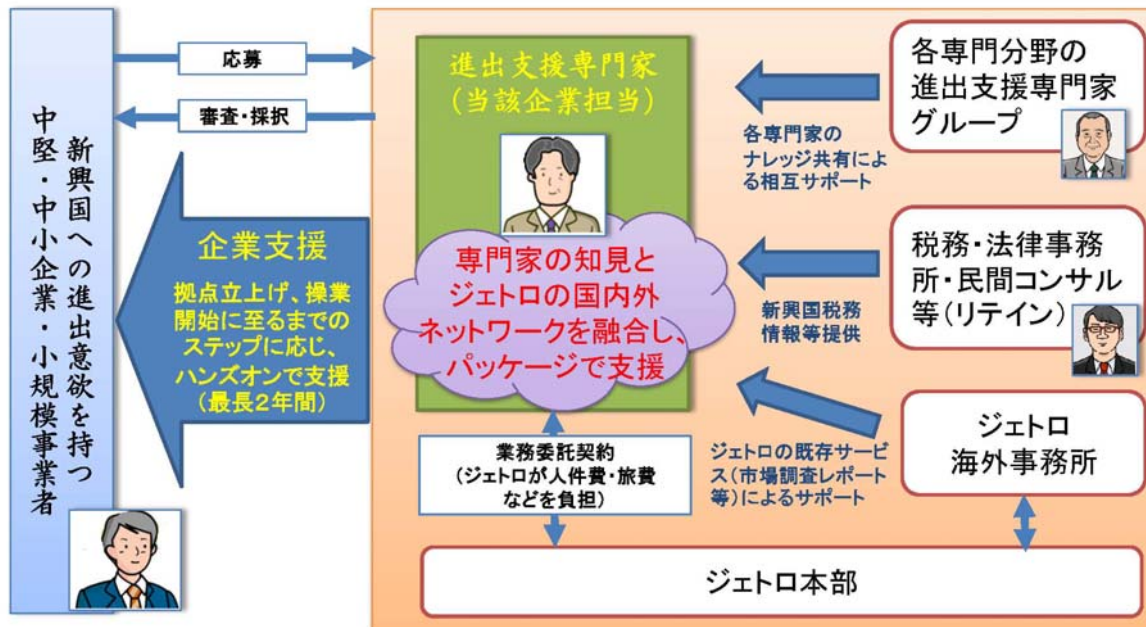 新興国への進出意欲を持つ
中堅・中小企業・小規模事業者
応募
審査・採択
企業支援
拠点立上げ、操業
開始に至るまでの
ステップに応じ、
ハンズオンで支援
(最長2年間)
進出支援専門家
(当該企業担当)
専門家の知見と
ジェトロの国内外
ネットワークを融合し、
パッケージで支援
業務委託契約
(ジェトロが人件費・旅費
などを負担)
各専門家の
ナレッジ共有によ
る相互サポート
新興国税務
情報等提供
ジェトロの既存サービ
ス(市場調査レポート
等)によるサポート
各専門分野の
進出支援専門家
グループ
税務・法律事務
所・民間コンサル
等(リテイン)
ジェトロ
海外事務所
ジェトロ本部